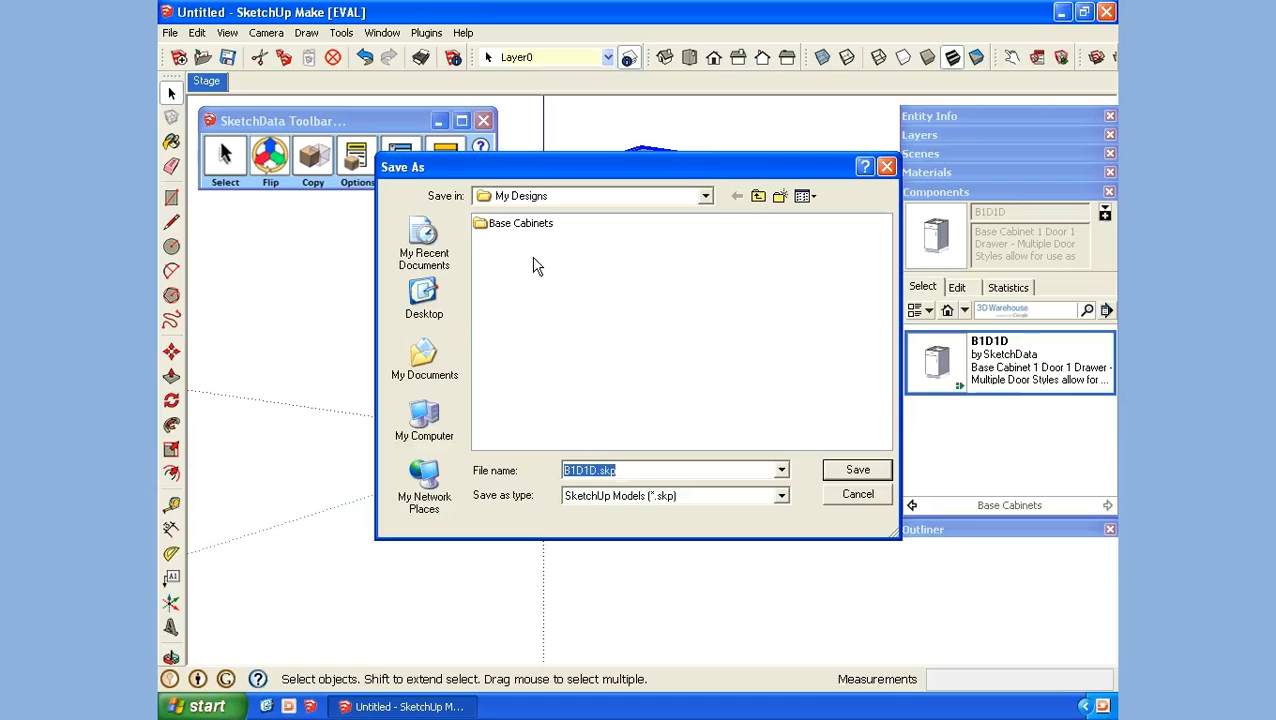 Untitled - SketchUp Make [EVAL]
File Edit View Camera Draw Tools Window Plugins Help
Layer0
Stage
SketchData Toolbar...
Select Flip Copy Options
Save As
Save in: My Designs
Base Cabinets
My Recent
Documents
Desktop
My Documents
My Computer
My Network
Places
File name: B1D1D.skp
Save as type: SketchUp Models (*.skp)
Save
Cancel
Entity Info
Layers
Scenes
Materials
Components
B1D1D
Base Cabinet 1 Door 1
Drawer - Multiple Door
Styles allow for use as
Select Edit Statistics
3D Warehouse
B1D1D
by SketchData
Base Cabinet 1 Door 1 Drawer -
Multiple Door Styles allow for ...
Base Cabinets
Outliner
A1
Select objects. Shift to extend select. Drag mouse to select multiple.
Measurements
start
Untitled - SketchUp M...